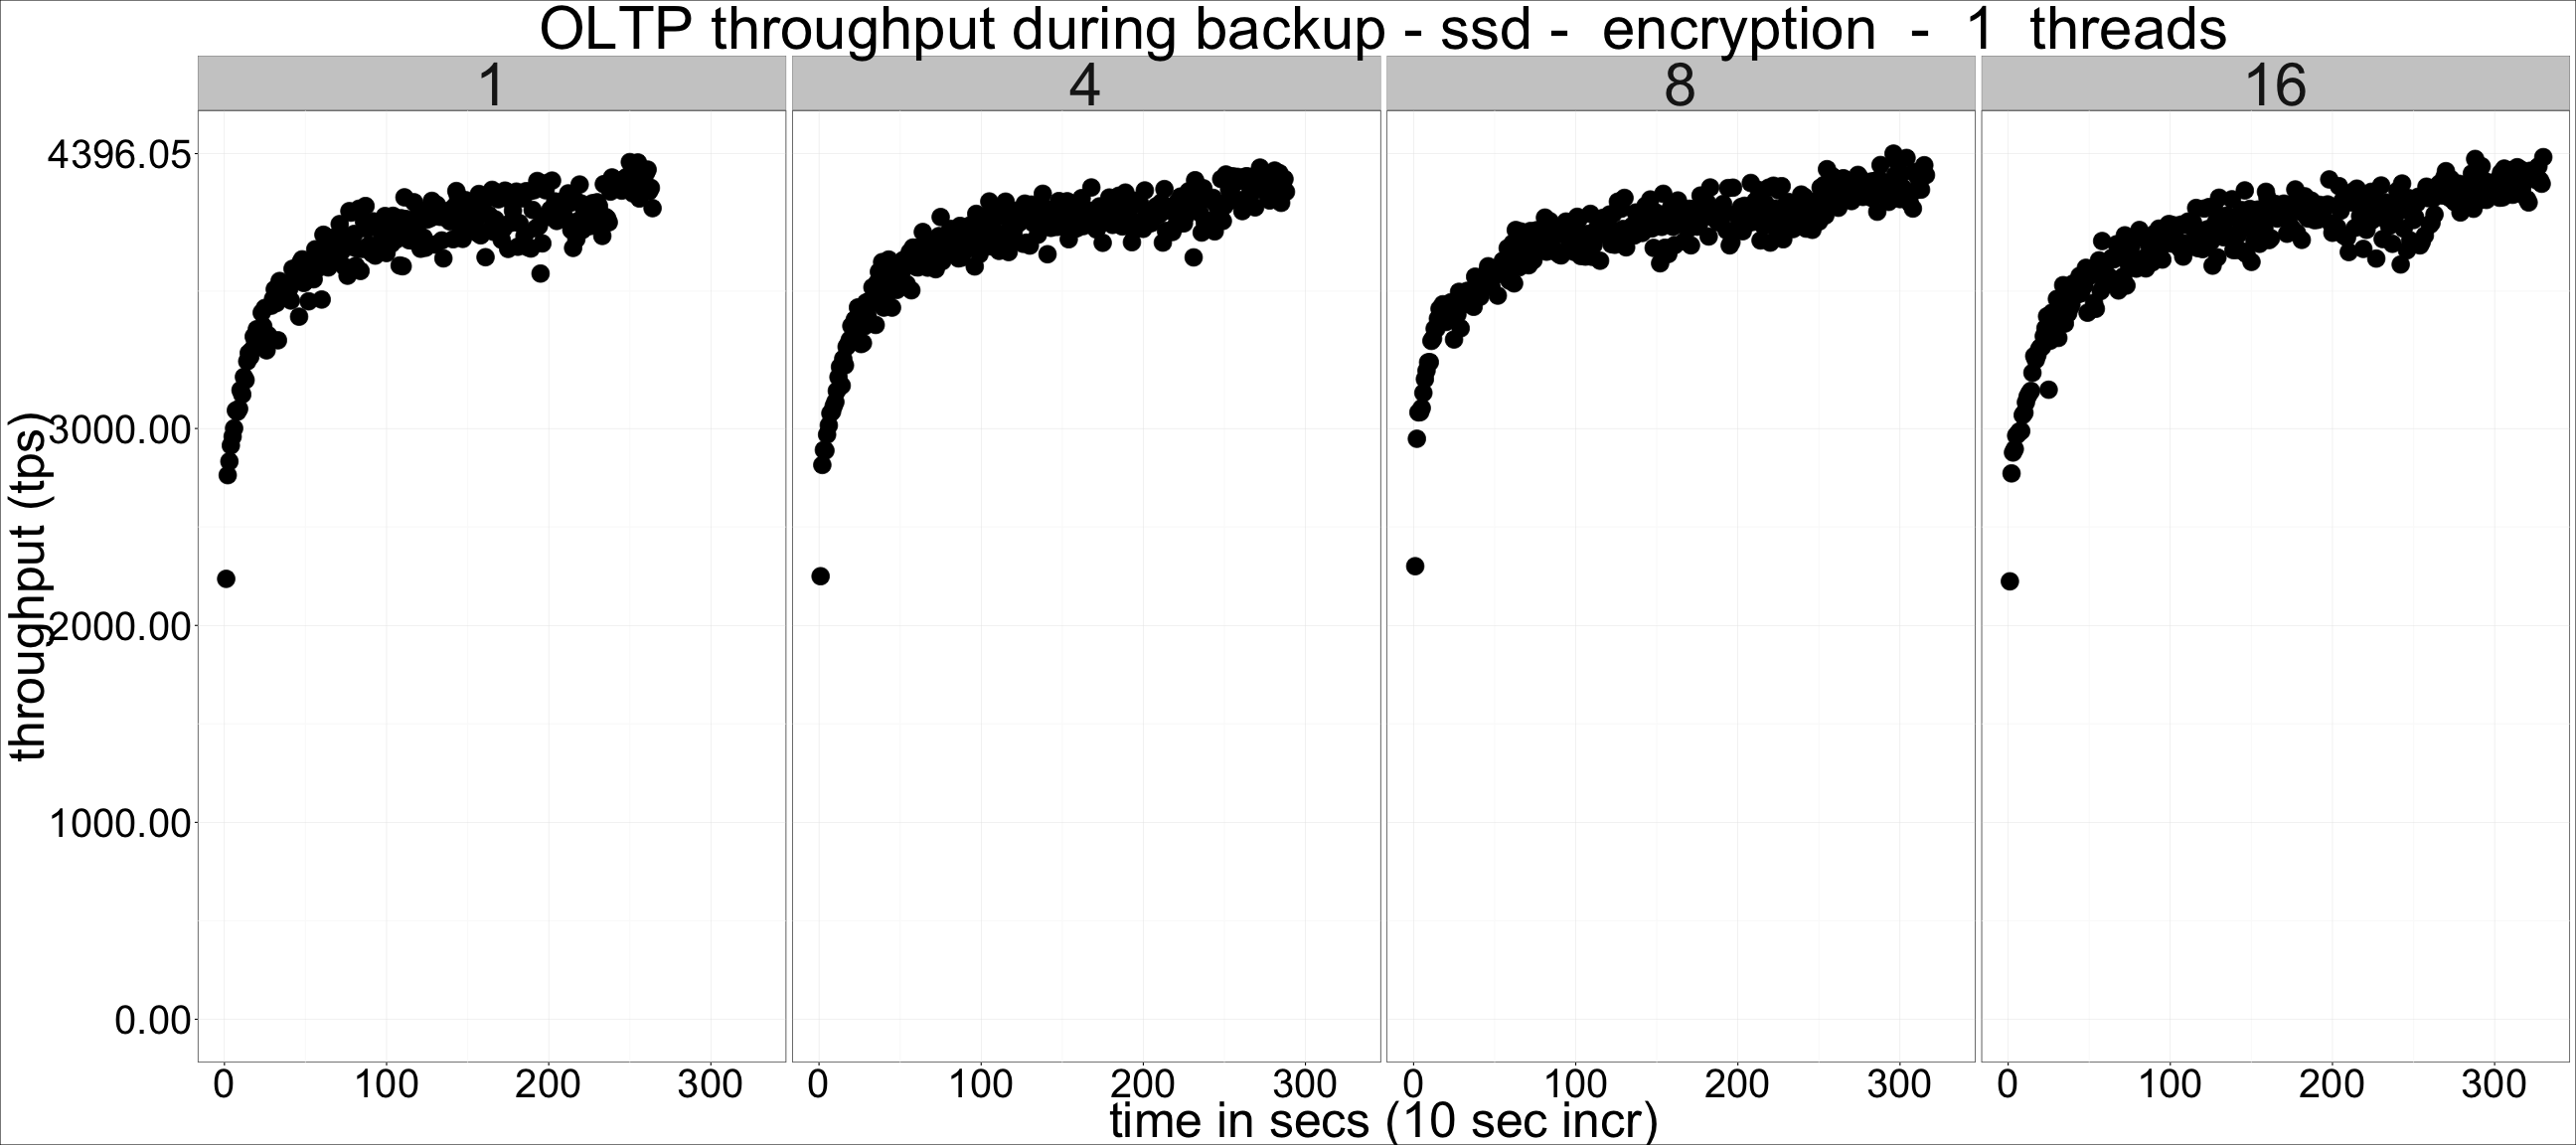 OLTP throughput during backup - ssd - encryption - 1 threads
1 4 8 16
throughput (tps)
4396.05
3000.00
2000.00
1000.00
0.00
0 100 200 300 0 100 200 300 0 100 200 300 0 100 200 300
time in secs (10 sec incr)